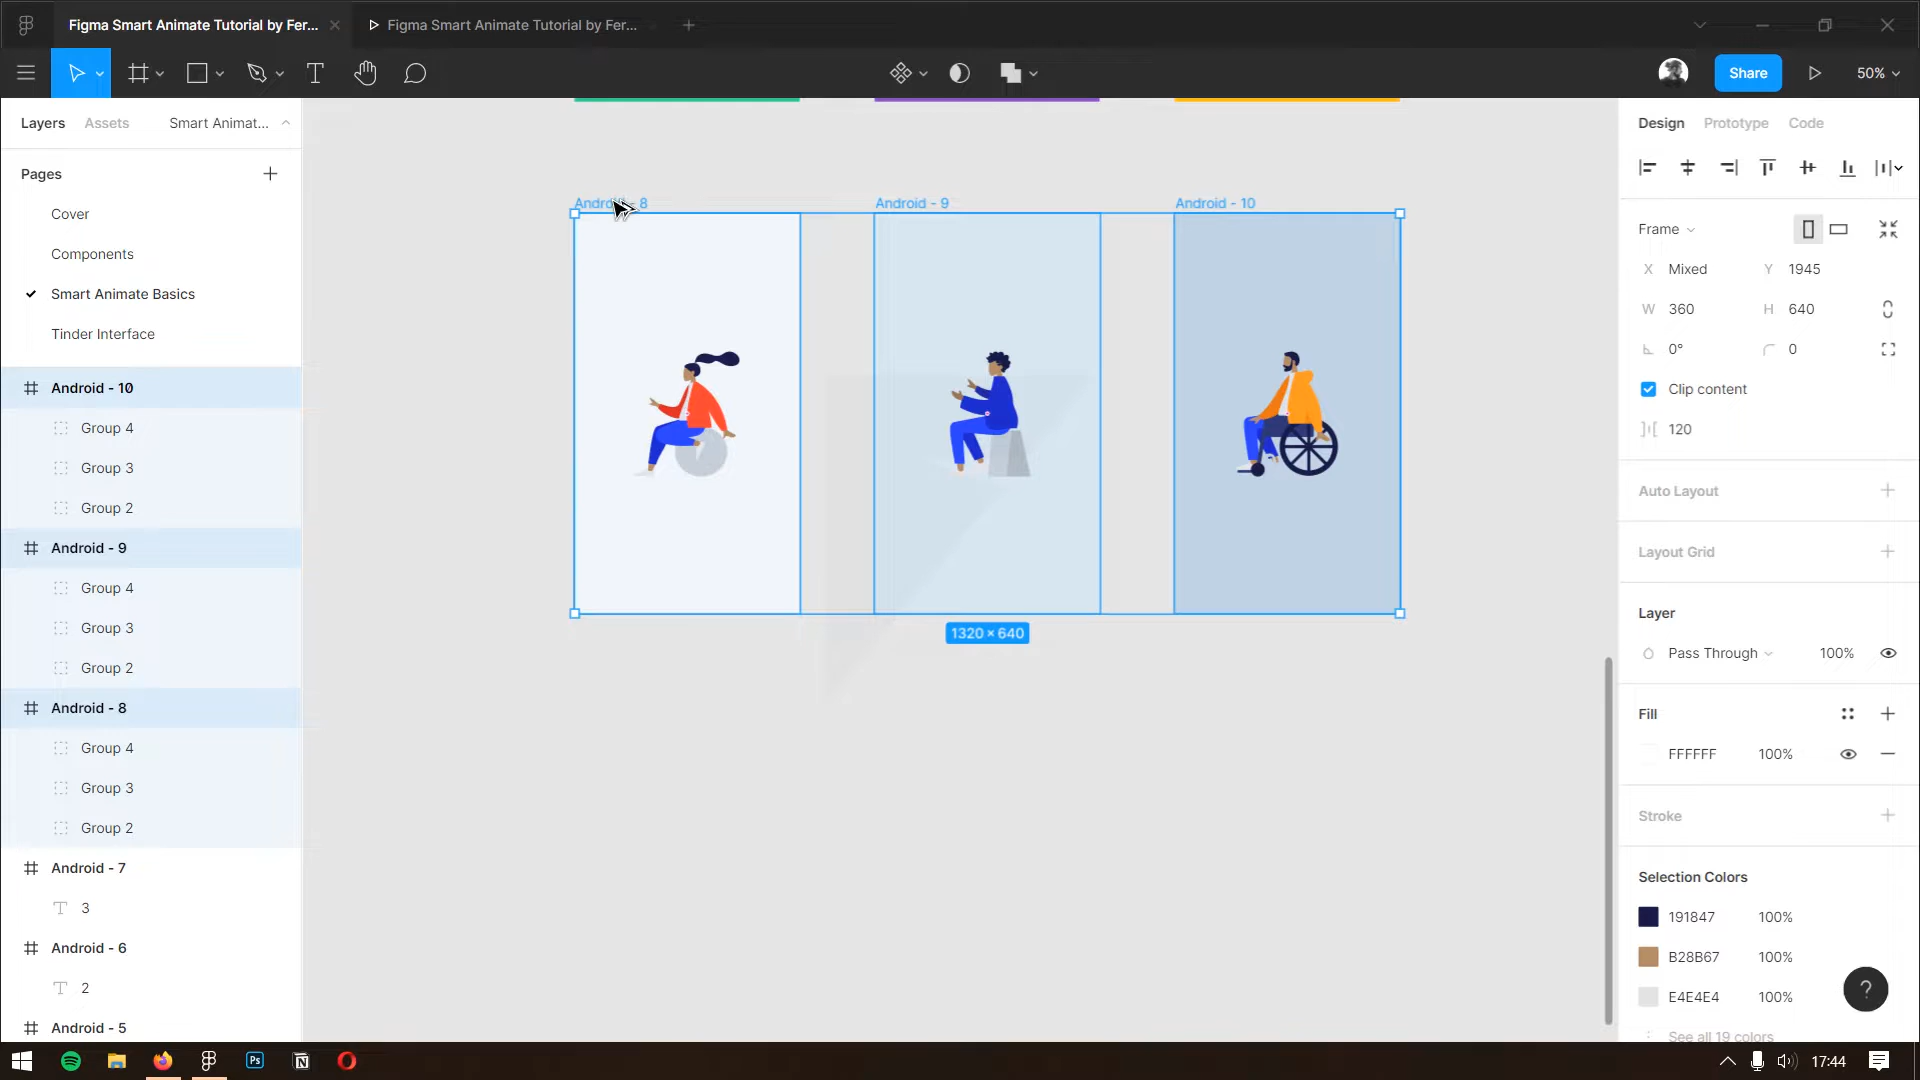 Figma Smart Animate Tutorial by Fer...
Figma Smart Animate Tutorial by Fer...
Share
50%
Layers
Assets
Smart Animat...
Pages
Cover
Components
Smart Animate Basics
Tinder Interface
Android - 10
Group 4
Group 3
Group 2
Android - 9
Group 4
Group 3
Group 2
Android - 8
Group 4
Group 3
Group 2
Android - 7
3
Android - 6
2
Android - 5
Android - 8
Android - 9
Android - 10
1320 × 640
Design
Prototype
Code
Frame
X Mixed
Y 1945
W 360
H 640
0°
0
Clip content
120
Auto Layout
Layout Grid
Layer
Pass Through
100%
Fill
FFFFFF
100%
Stroke
Selection Colors
191847
100%
B28B67
100%
E4E4E4
100%
See all 19 colors
?
Ps
17:44